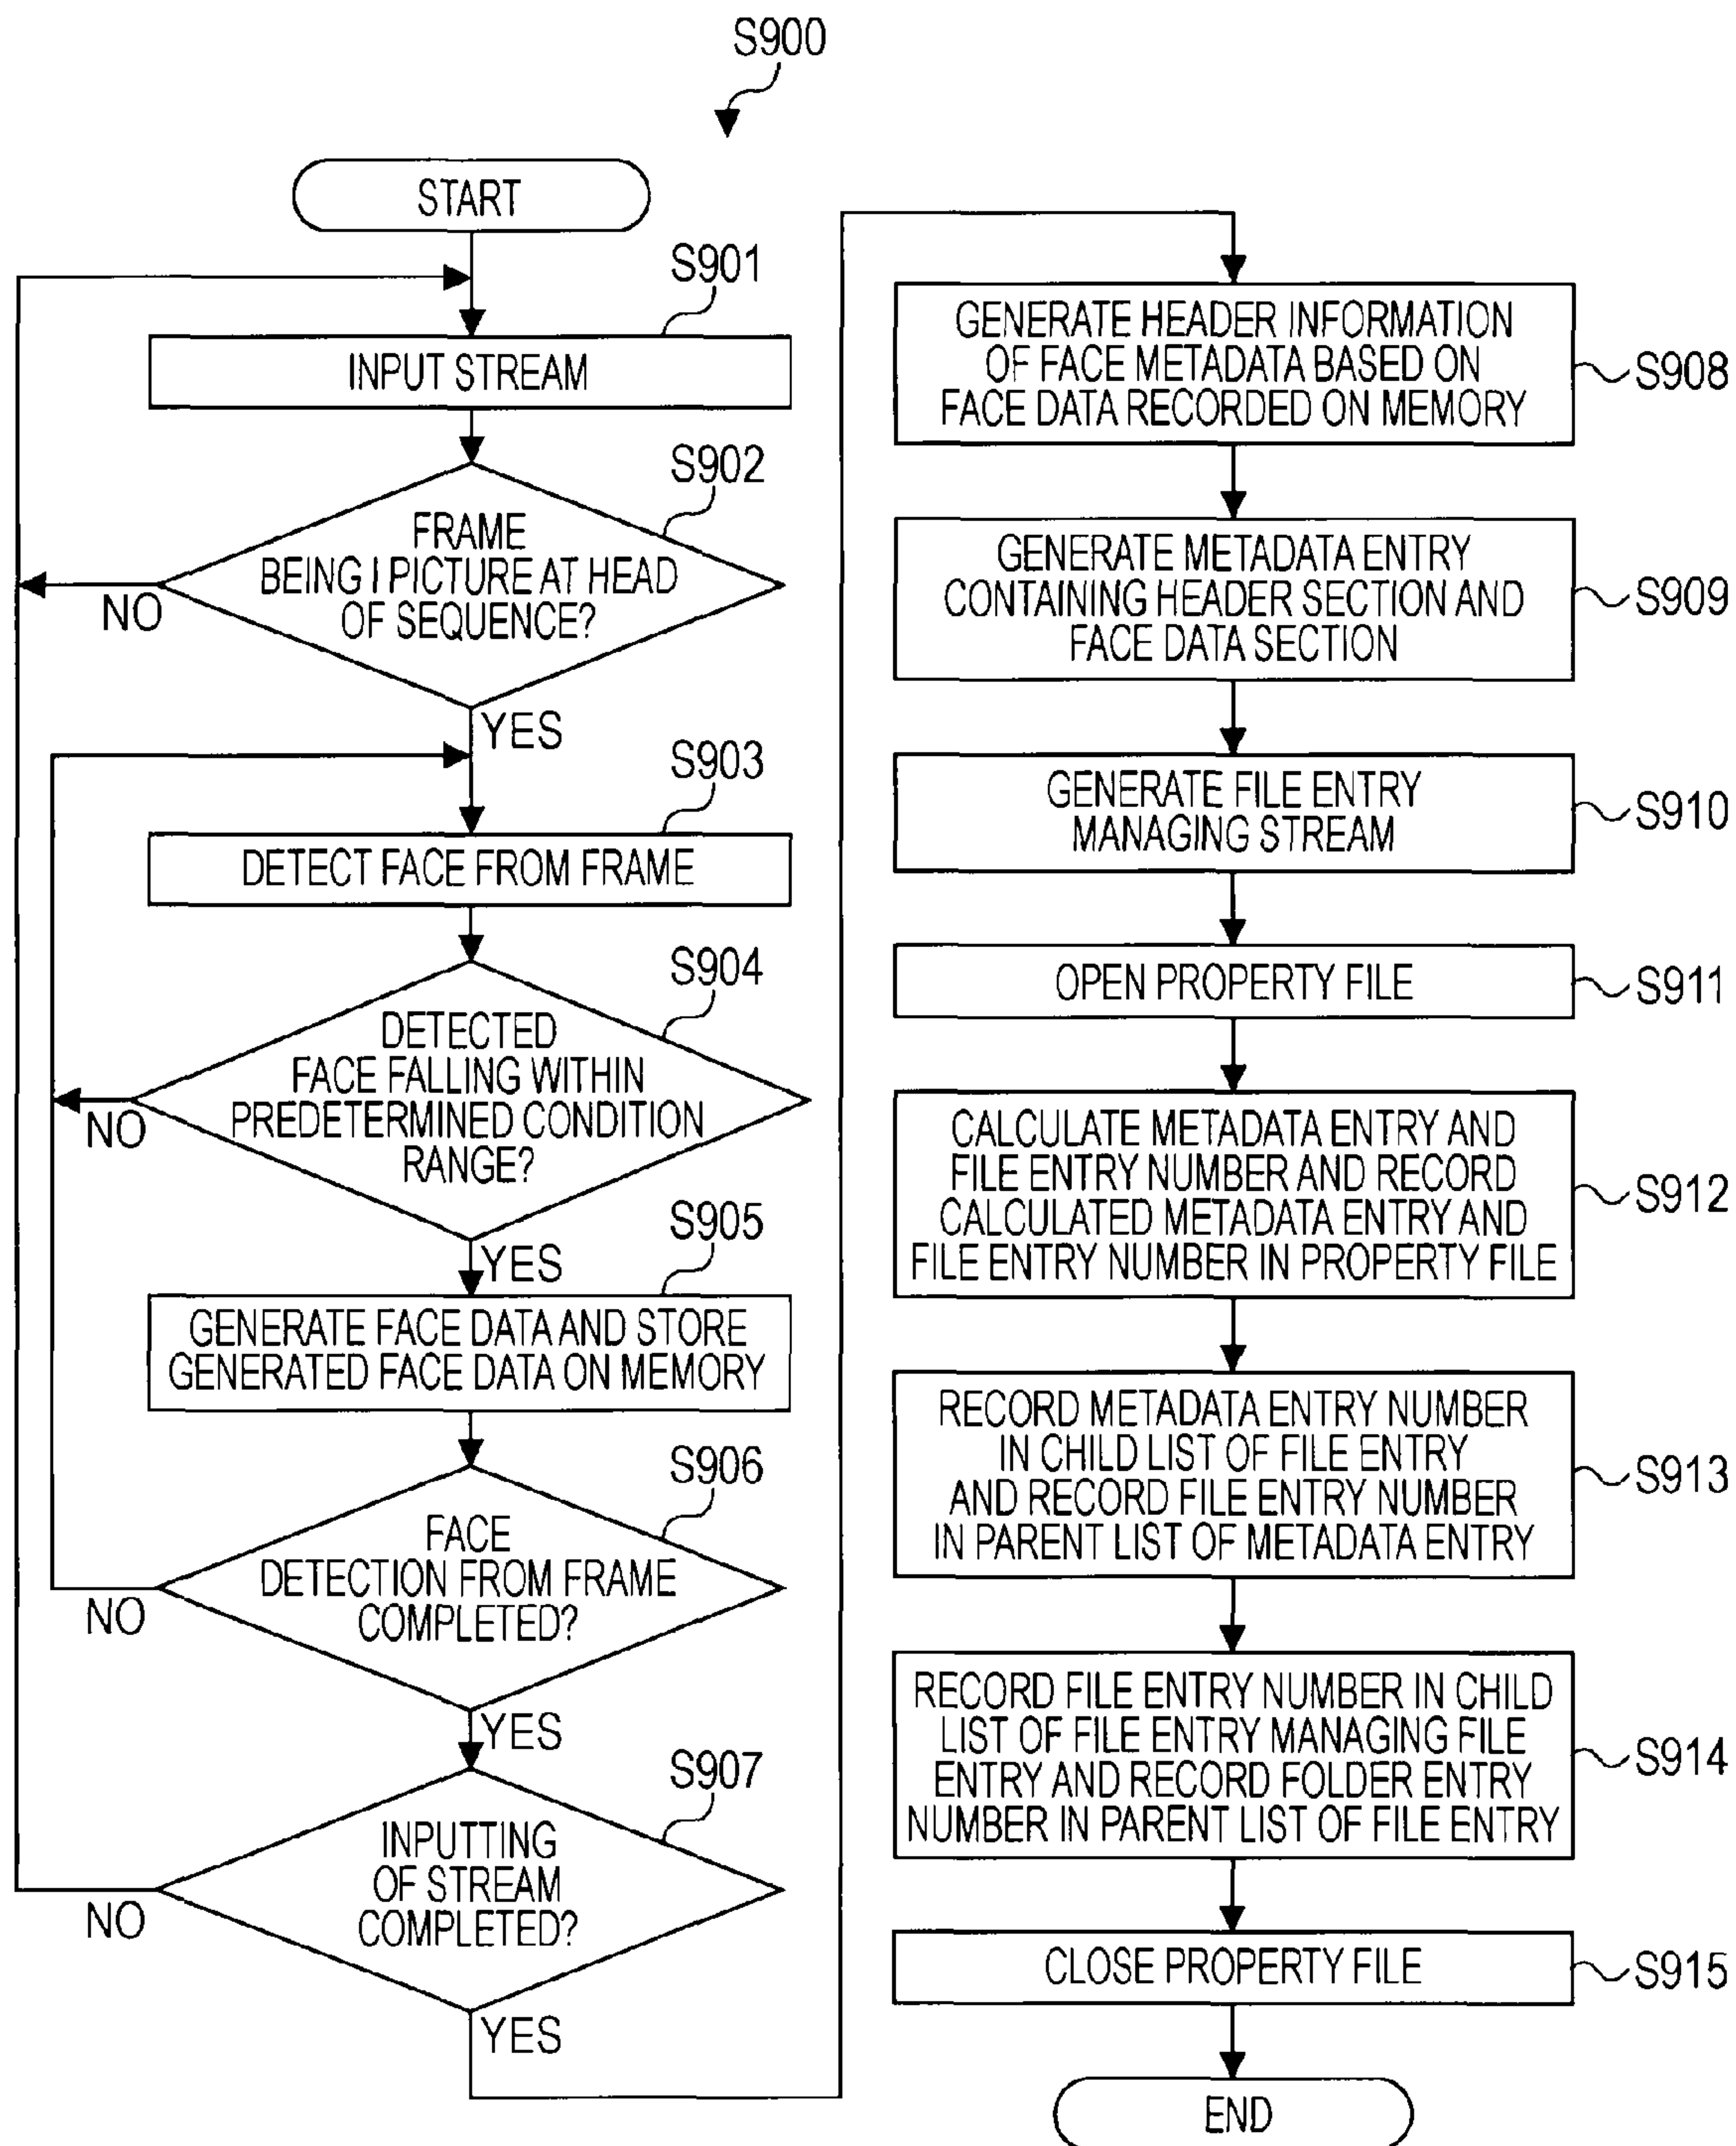 S900
START
S901
INPUT STREAM
S902
FRAME
BEING I PICTURE AT HEAD
OF SEQUENCE?
NO
YES
S903
DETECT FACE FROM FRAME
S904
DETECTED
FACE FALLING WITHIN
PREDETERMINED CONDITION
RANGE?
NO
YES
S905
GENERATE FACE DATA AND STORE
GENERATED FACE DATA ON MEMORY
S906
FACE
DETECTION FROM FRAME
COMPLETED?
NO
YES
S907
INPUTTING
OF STREAM
COMPLETED?
NO
YES
GENERATE HEADER INFORMATION
OF FACE METADATA BASED ON
FACE DATA RECORDED ON MEMORY
S908
GENERATE METADATA ENTRY
CONTAINING HEADER SECTION AND
FACE DATA SECTION
S909
GENERATE FILE ENTRY
MANAGING STREAM
S910
OPEN PROPERTY FILE
S911
CALCULATE METADATA ENTRY AND
FILE ENTRY NUMBER AND RECORD
CALCULATED METADATA ENTRY AND
FILE ENTRY NUMBER IN PROPERTY FILE
S912
RECORD METADATA ENTRY NUMBER
IN CHILD LIST OF FILE ENTRY
AND RECORD FILE ENTRY NUMBER
IN PARENT LIST OF METADATA ENTRY
S913
RECORD FILE ENTRY NUMBER IN CHILD
LIST OF FILE ENTRY MANAGING FILE
ENTRY AND RECORD FOLDER ENTRY
NUMBER IN PARENT LIST OF FILE ENTRY
S914
CLOSE PROPERTY FILE
S915
END